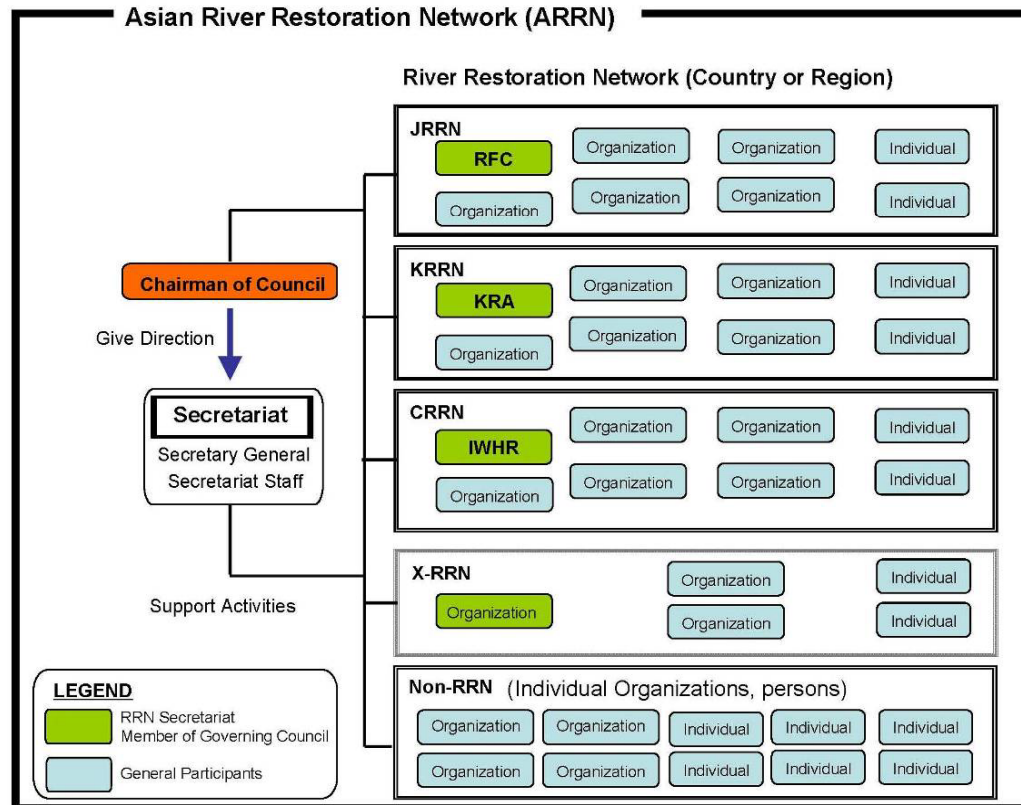 Asian River Restoration Network (ARRN)
River Restoration Network (Country or Region)
JRRN
RFC
Organization
Organization
Individual
Organization
Organization
Organization
Individual
Chairman of Council
Give Direction
Secretariat
Secretary General
Secretariat Staff
Support Activities
KRRN
KRA
Organization
Organization
Individual
Organization
Organization
Organization
Individual
CRRN
IWHR
Organization
Organization
Individual
Organization
Organization
Organization
Individual
X-RRN
Organization
Organization
Individual
Organization
Individual
Non-RRN (Individual Organizations, persons)
Organization
Organization
Individual
Individual
Individual
Organization
Organization
Individual
Individual
Individual
LEGEND
RRN Secretariat
Member of Governing Council
General Participants